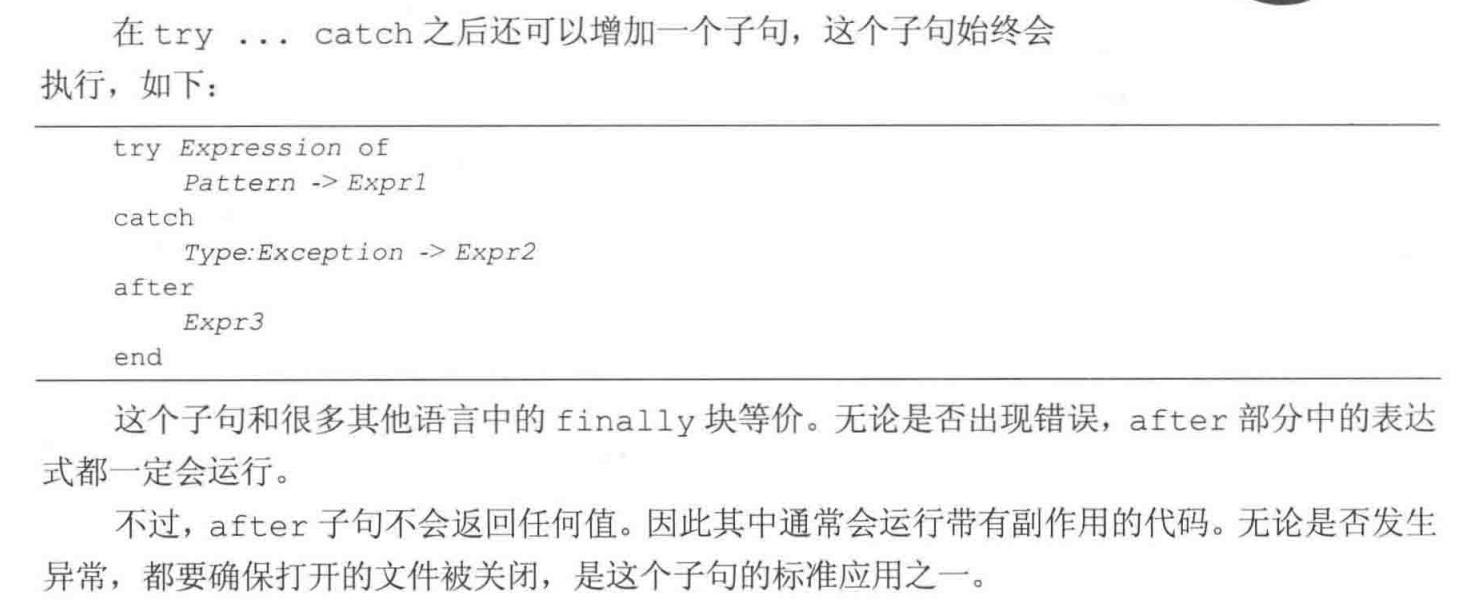 在 try ... catch 之后还可以增加一个子句，这个子句始终会
执行，如下：
try Expression of
Pattern -> Expr1
catch
Type:Exception -> Expr2
after
Expr3
end
这个子句和很多其他语言中的 finally 块等价。无论是否出现错误，after 部分中的表达
式都一定会运行。
不过，after 子句不会返回任何值。因此其中通常会运行带有副作用的代码。无论是否发生
异常，都要确保打开的文件被关闭，是这个子句的标准应用之一。